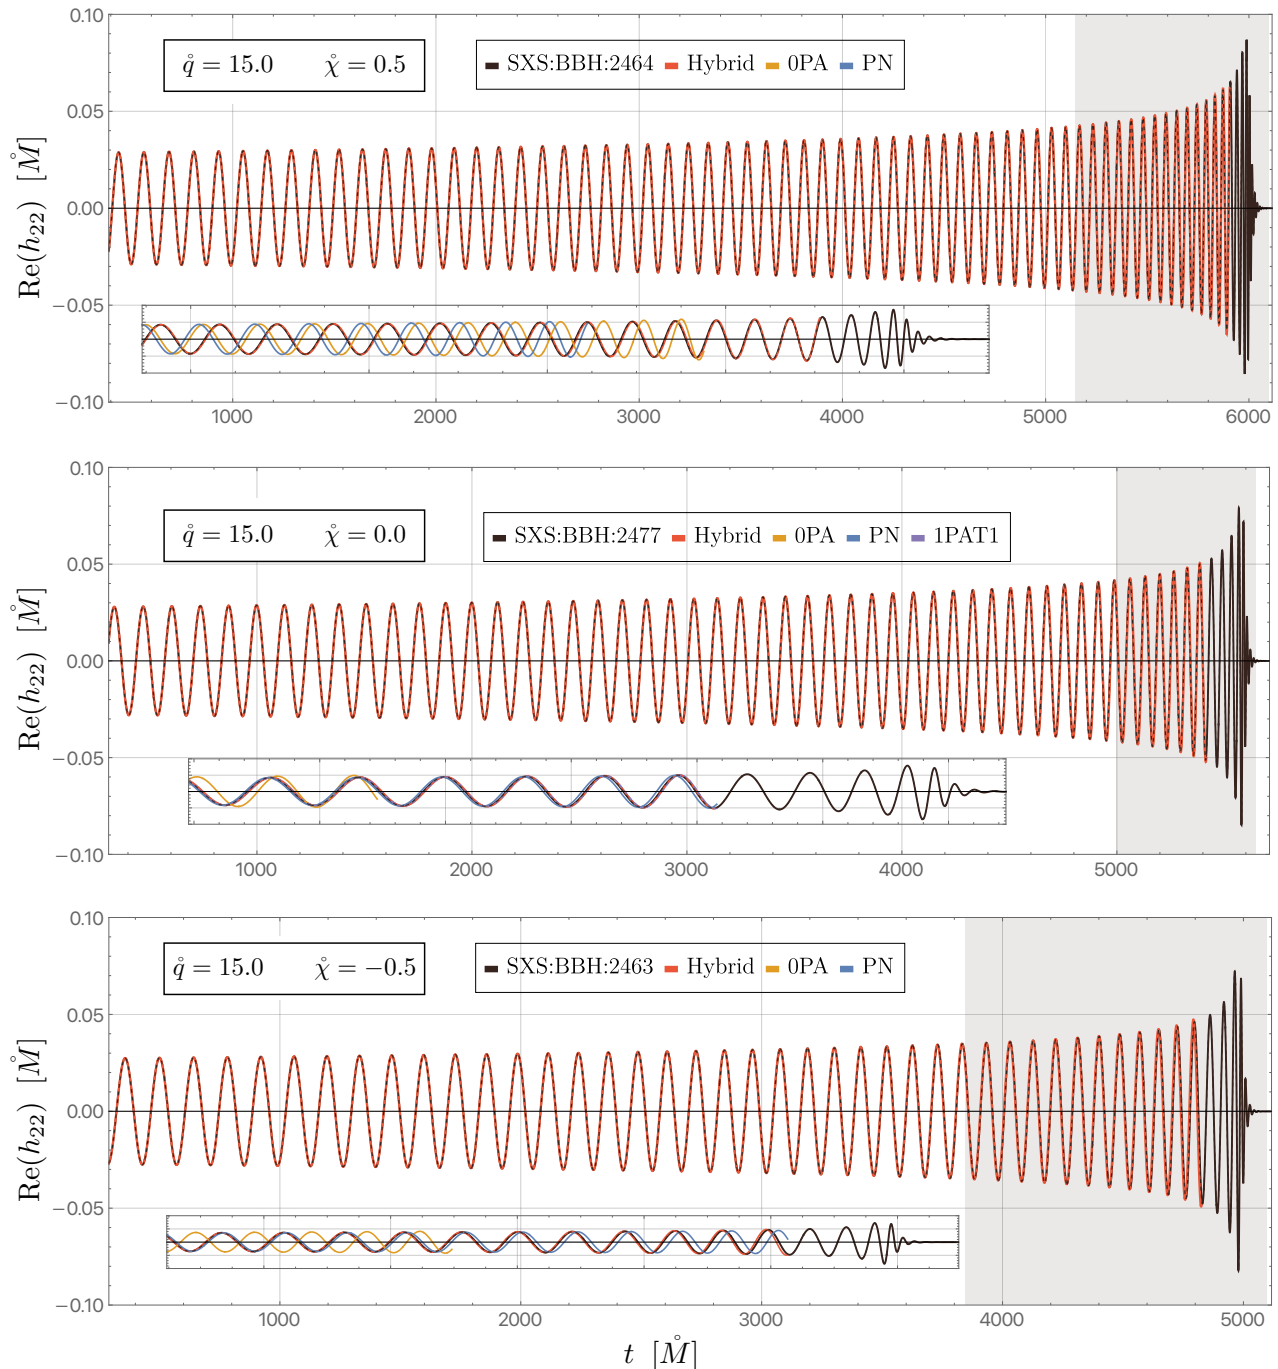 0.10
q̊ = 15.0 χ̊ = 0.5
SXS:BBH:2464 Hybrid 0PA PN
0.05
Re(h₂₂) [M̊]
0.00
−0.05
−0.10
1000 2000 3000 4000 5000 6000
0.10
q̊ = 15.0 χ̊ = 0.0
SXS:BBH:2477 Hybrid 0PA PN 1PAT1
0.05
Re(h₂₂) [M̊]
0.00
−0.05
−0.10
1000 2000 3000 4000 5000
0.10
q̊ = 15.0 χ̊ = −0.5
SXS:BBH:2463 Hybrid 0PA PN
0.05
Re(h₂₂) [M̊]
0.00
−0.05
−0.10
1000 2000 3000 4000 5000
t [M̊]